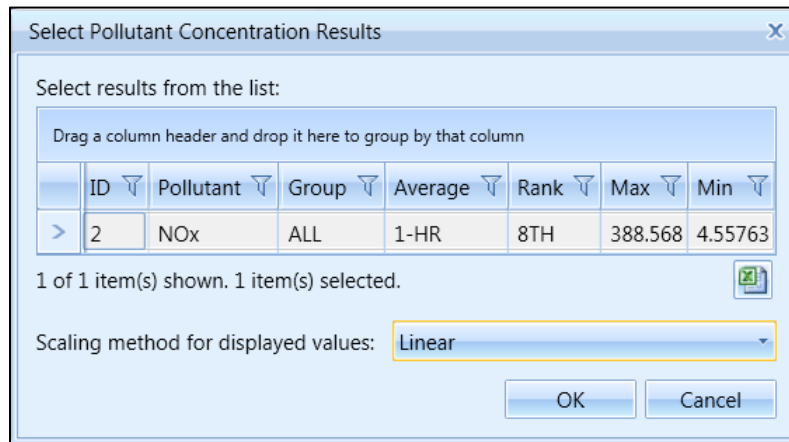 Select Pollutant Concentration Results
Select results from the list:
Drag a column header and drop it here to group by that column
ID Pollutant Group Average Rank Max Min
2 NOx ALL 1-HR 8TH 388.568 4.55763
1 of 1 item(s) shown. 1 item(s) selected.
Scaling method for displayed values: Linear
OK Cancel